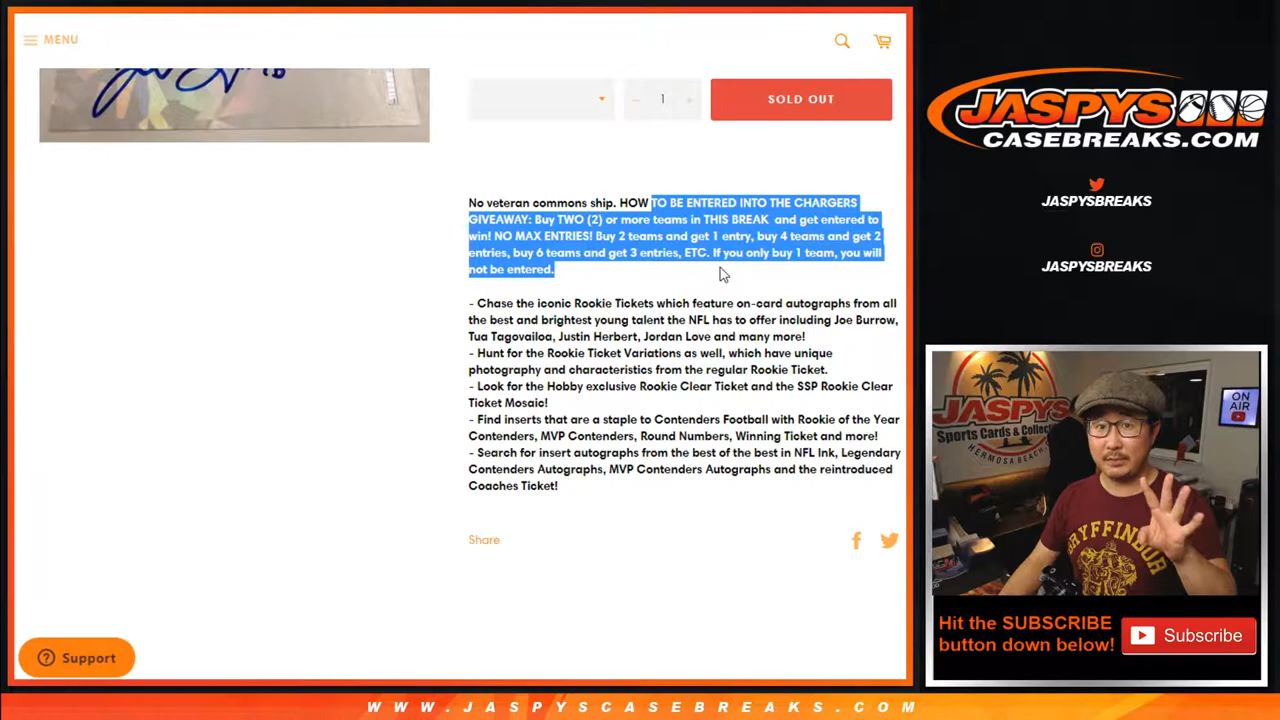 MENU
1
SOLD OUT
No veteran commons ship. HOW TO BE ENTERED INTO THE CHARGERS
GIVEAWAY: Buy TWO (2) or more teams in THIS BREAK and get entered to
win! NO MAX ENTRIES! Buy 2 teams and get 1 entry, buy 4 teams and get 2
entries, buy 6 teams and get 3 entries, ETC. If you only buy 1 team, you will
not be entered.
- Chase the iconic Rookie Tickets which feature on-card autographs from all
the best and brightest young talent the NFL has to offer including Joe Burrow,
Tua Tagovailoa, Justin Herbert, Jordan Love and many more!
- Hunt for the Rookie Ticket Variations as well, which have unique
photography and characteristics from the regular Rookie Ticket.
- Look for the Hobby exclusive Rookie Clear Ticket and the SSP Rookie Clear
Ticket Mosaic!
- Find inserts that are a staple to Contenders Football with Rookie of the Year
Contenders, MVP Contenders, Round Numbers, Winning Ticket and more!
- Search for insert autographs from the best of the best in NFL Ink, Legendary
Contenders Autographs, MVP Contenders Autographs and the reintroduced
Coaches Ticket!
Share
Support
JASPYS
CASEBREAKS.COM
JASPYSBREAKS
JASPYSBREAKS
JASPYS
Sports Cards & Collec
HERMOSA BEACH,
ON
AIR
GRYFFINDOR
Hit the SUBSCRIBE
button down below!
Subscribe
WWW.JASPYSCASEBREAKS.COM